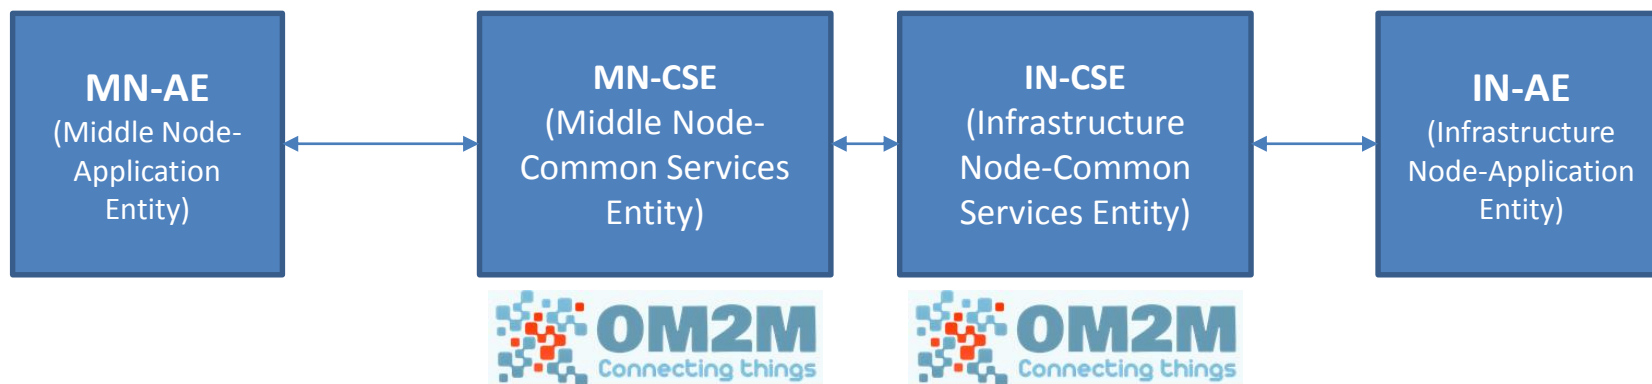 MN-AE
(Middle Node-
Application
Entity)
MN-CSE
(Middle Node-
Common Services
Entity)
IN-CSE
(Infrastructure
Node-Common
Services Entity)
IN-AE
(Infrastructure
Node-Application
Entity)
OM2M
Connecting things
OM2M
Connecting things